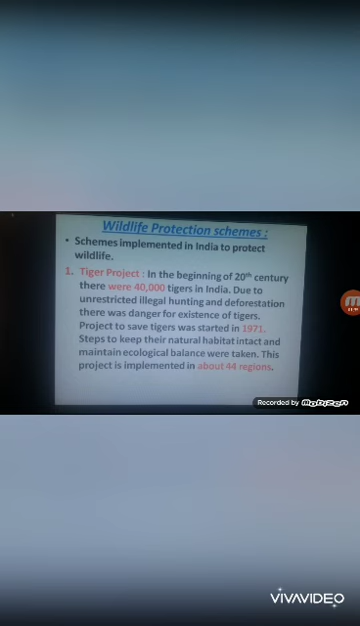 Wildlife Protection schemes :
• Schemes implemented in India to protect
wildlife.
1. Tiger Project : In the beginning of 20th century
there were 40,000 tigers in India. Due to
unrestricted illegal hunting and deforestation
there was danger for existence of tigers.
Project to save tigers was started in 1971.
Steps to keep their natural habitat intact and
maintain ecological balance were taken. This
project is implemented in about 44 regions.
Recorded by mobizen
VIVAVIDEO